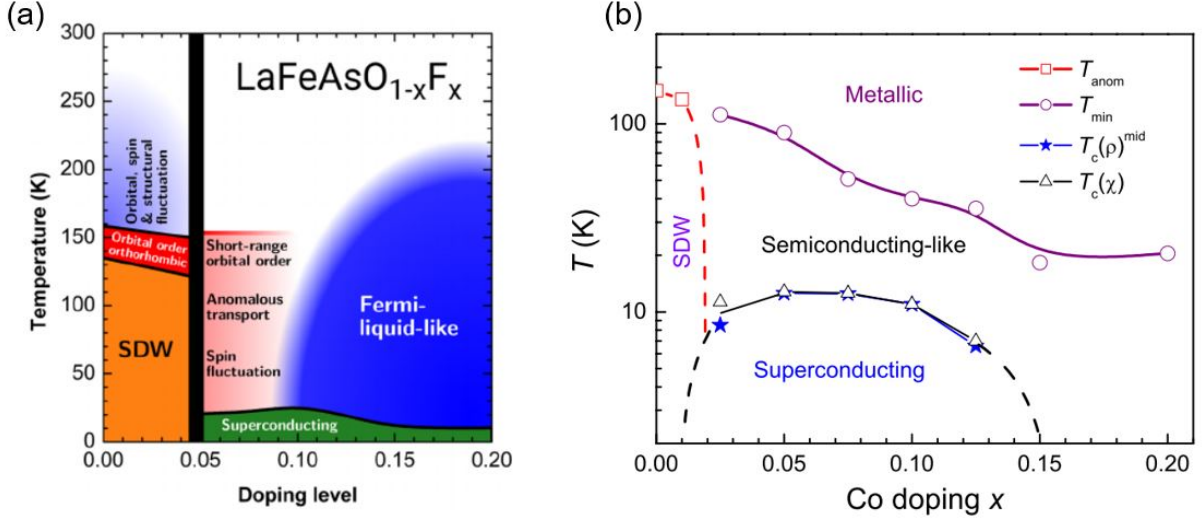 (a)
300
250
200
150
100
50
0
Temperature (K)
LaFeAsO1-xFx
Orbital, spin
& structural
fluctuation
Orbital order
orthorhombic
SDW
Short-range
orbital order
Anomalous
transport
Spin
fluctuation
Fermi-
liquid-like
Superconducting
0.00 0.05 0.10 0.15 0.20
Doping level
(b)
100
10
T (K)
Metallic
Tanom
Tmin
Tc(ρ)mid
Tc(χ)
SDW
Semiconducting-like
Superconducting
0.00 0.05 0.10 0.15 0.20
Co doping x